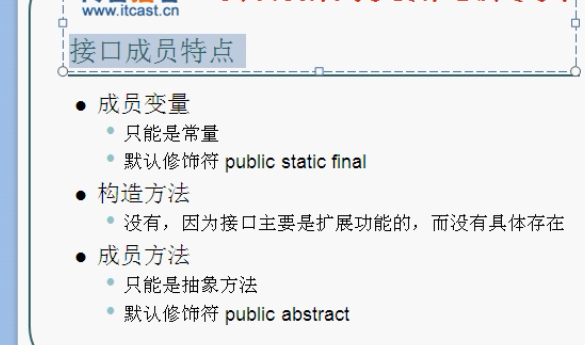 www.itcast.cn
接口成员特点
成员变量
只能是常量
默认修饰符 public static final
构造方法
没有，因为接口主要是扩展功能的，而没有具体存在
成员方法
只能是抽象方法
默认修饰符 public abstract